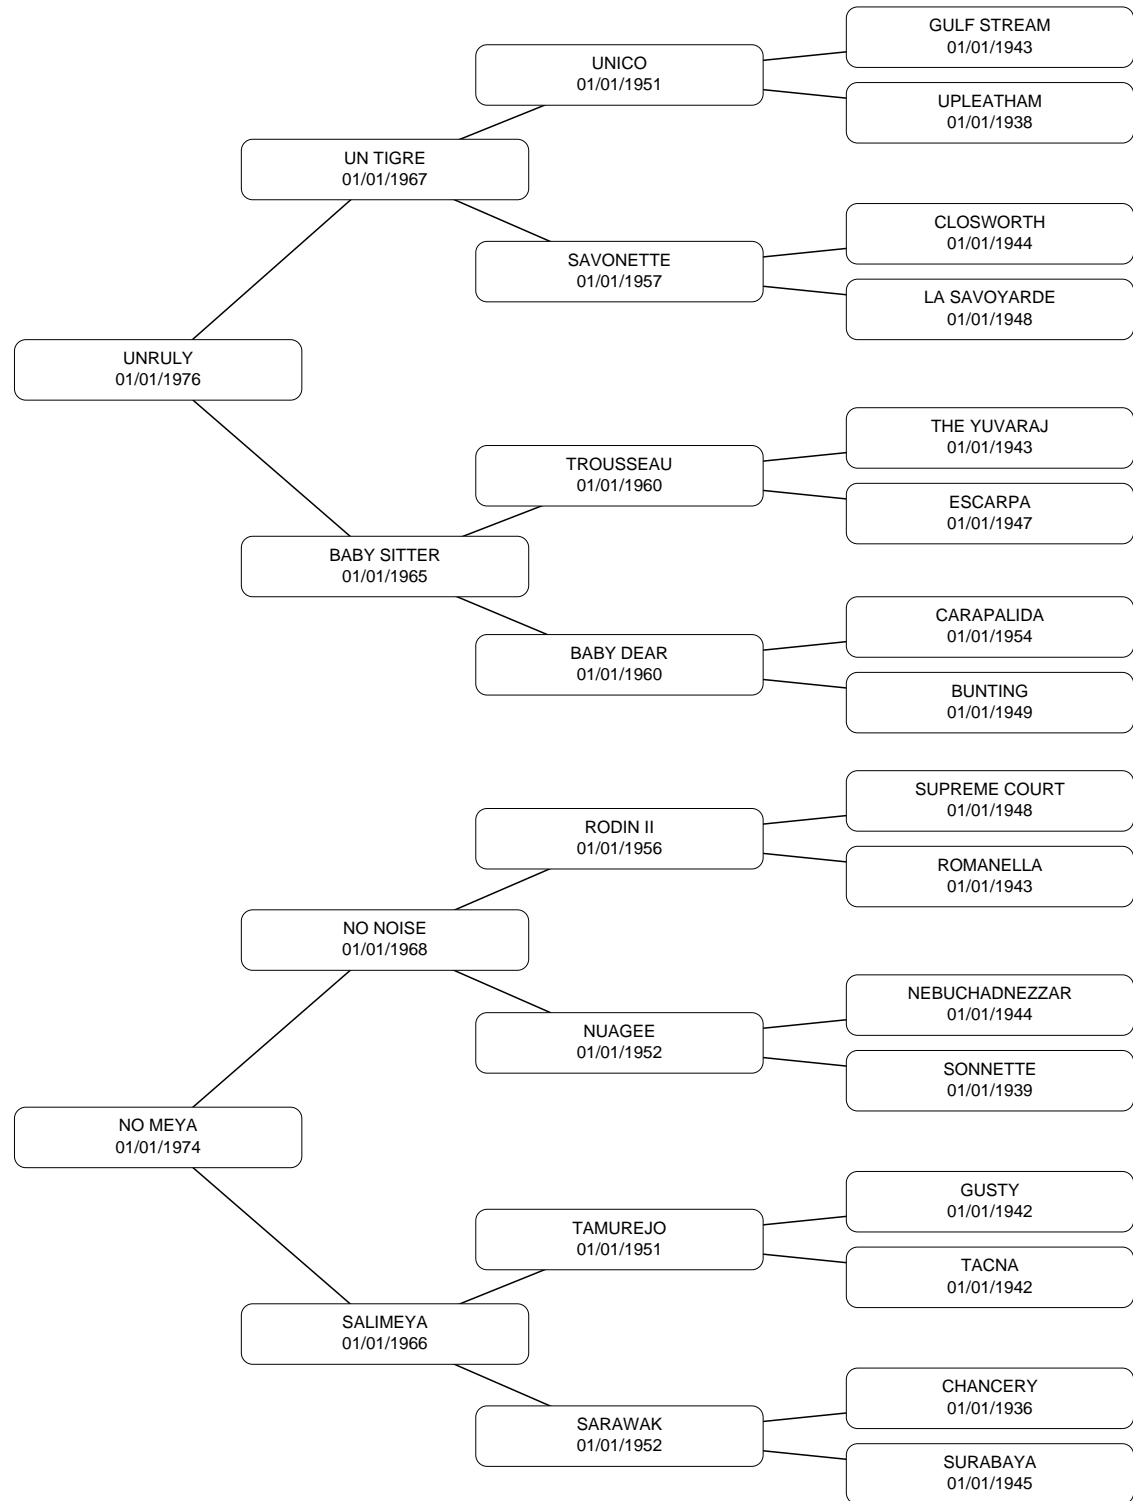 GULF STREAM
01/01/1943
UNICO
01/01/1951
UPLEATHAM
01/01/1938
UN TIGRE
01/01/1967
CLOSWORTH
01/01/1944
SAVONETTE
01/01/1957
LA SAVOYARDE
01/01/1948
UNRULY
01/01/1976
THE YUVARAJ
01/01/1943
TROUSSEAU
01/01/1960
ESCARPA
01/01/1947
BABY SITTER
01/01/1965
CARAPALIDA
01/01/1954
BABY DEAR
01/01/1960
BUNTING
01/01/1949
SUPREME COURT
01/01/1948
RODIN II
01/01/1956
ROMANELLA
01/01/1943
NO NOISE
01/01/1968
NEBUCHADNEZZAR
01/01/1944
NUAGEE
01/01/1952
SONNETTE
01/01/1939
NO MEYA
01/01/1974
GUSTY
01/01/1942
TAMUREJO
01/01/1951
TACNA
01/01/1942
SALIMEYA
01/01/1966
CHANCERY
01/01/1936
SARAWAK
01/01/1952
SURABAYA
01/01/1945